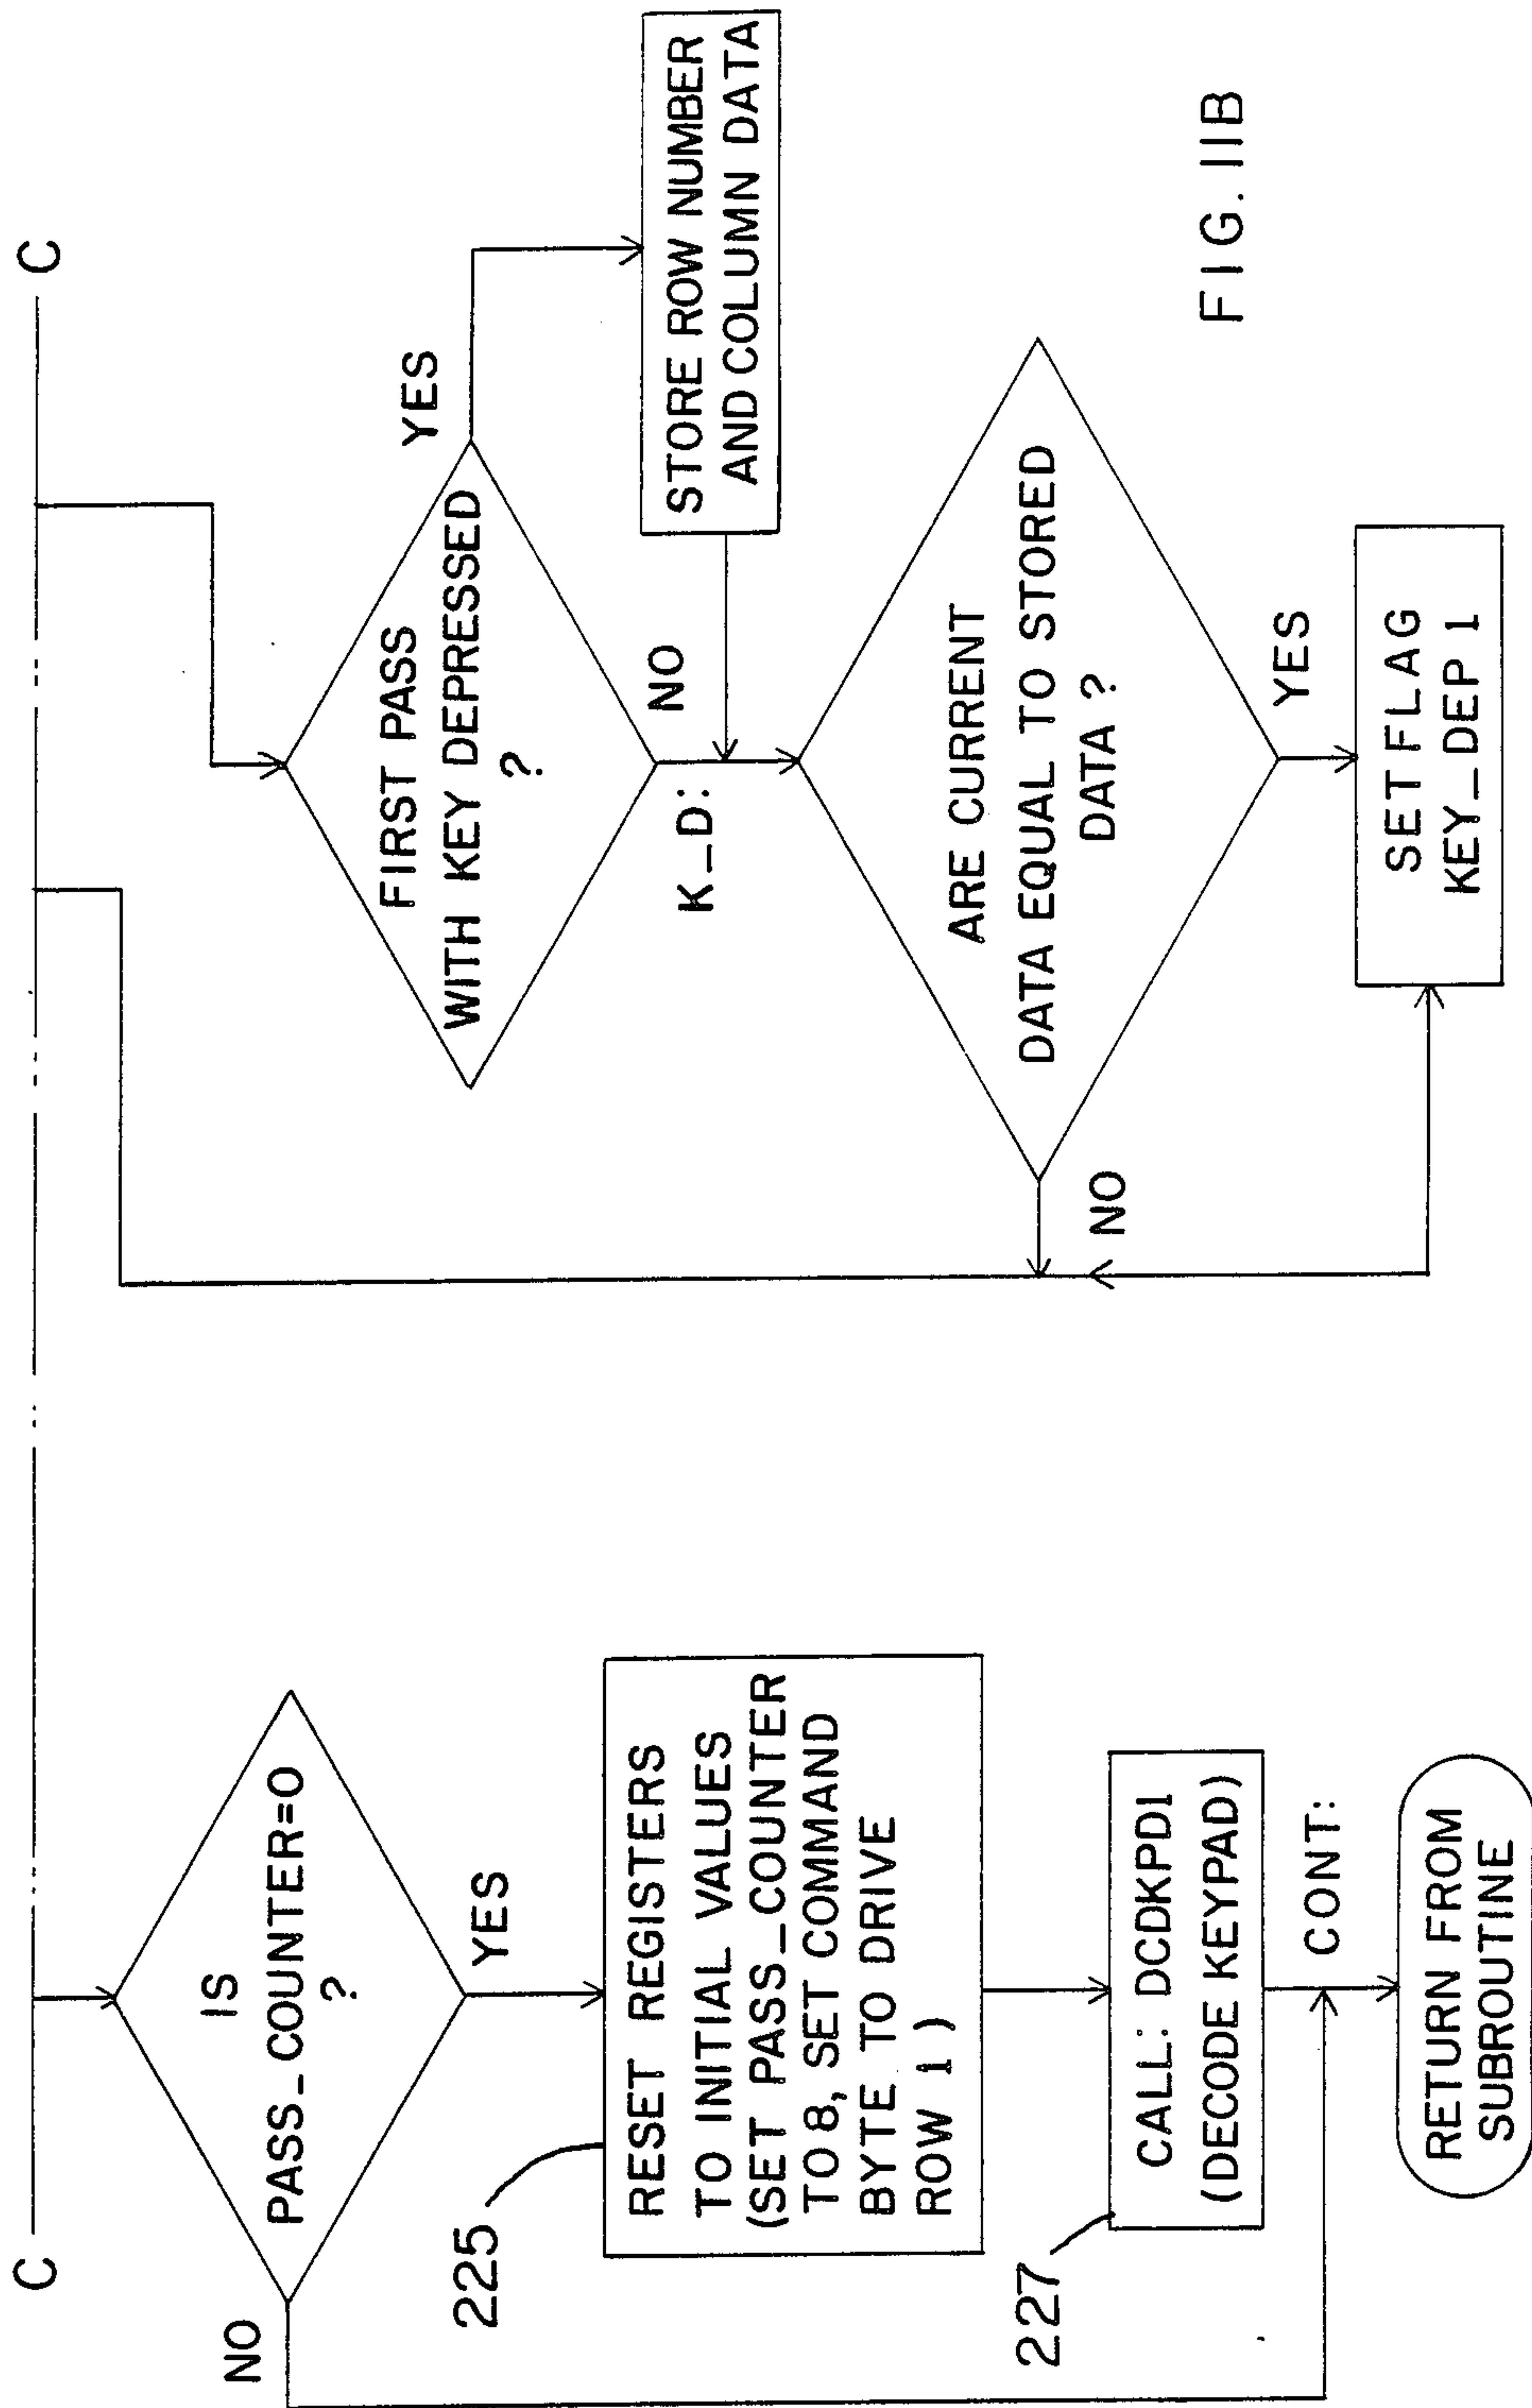 C
C
IS
PASS_COUNTER=0
?
NO
YES
225
RESET REGISTERS
TO INITIAL VALUES
(SET PASS_COUNTER
TO 8, SET COMMAND
BYTE TO DRIVE
ROW 1)
227
CALL: DCDKPD1
(DECODE KEYPAD)
CONT:
RETURN FROM
SUBROUTINE
FIRST PASS
WITH KEY DEPRESSED
?
YES
NO
K_D:
STORE ROW NUMBER
AND COLUMN DATA
ARE CURRENT
DATA EQUAL TO STORED
DATA ?
NO
YES
SET FLAG
KEY_DEP 1
FIG. 11B